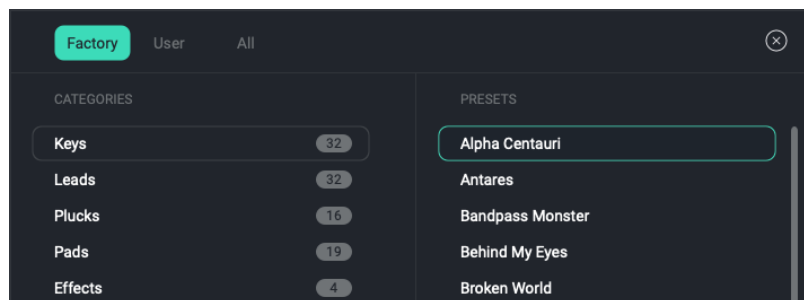 Factory User All
CATEGORIES
Keys 32
Leads 32
Plucks 16
Pads 19
Effects 4
PRESETS
Alpha Centauri
Antares
Bandpass Monster
Behind My Eyes
Broken World